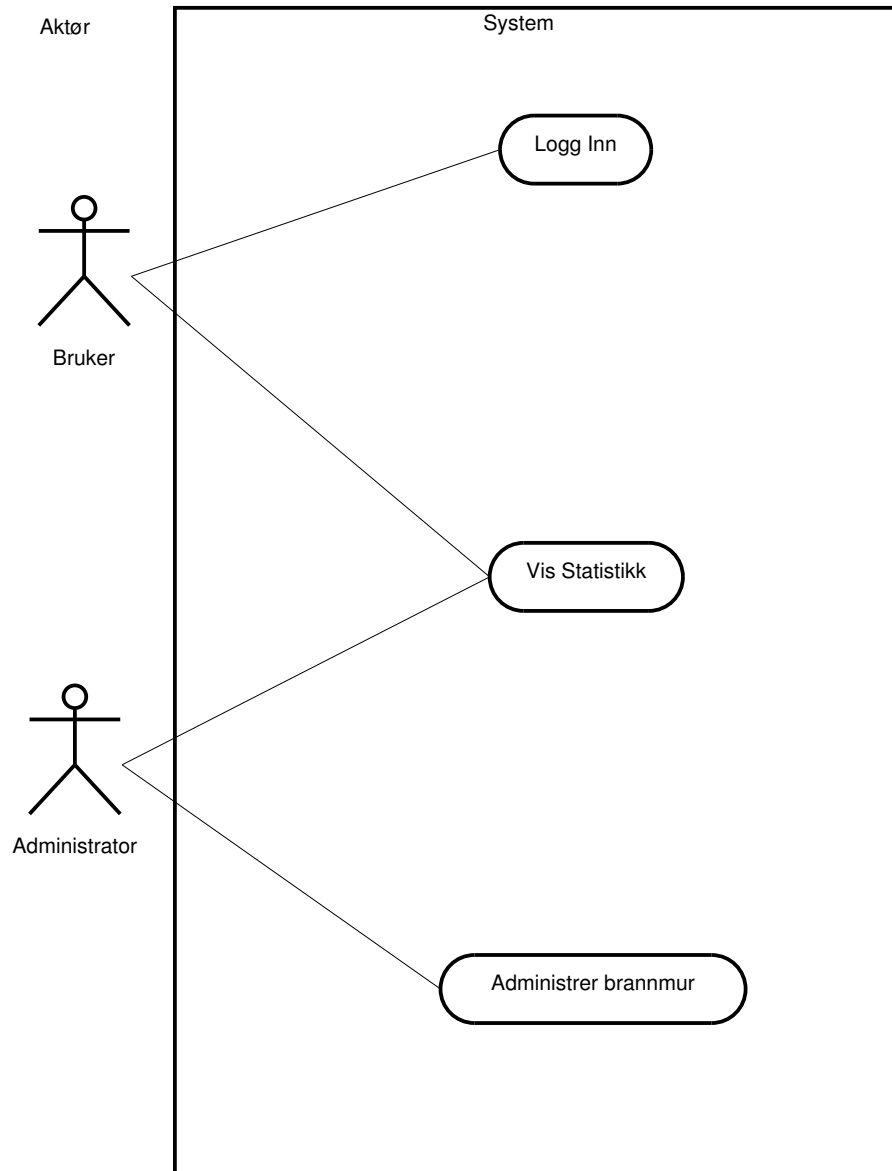 Aktør
System
Logg Inn
Bruker
Vis Statistikk
Administrator
Administrer brannmur